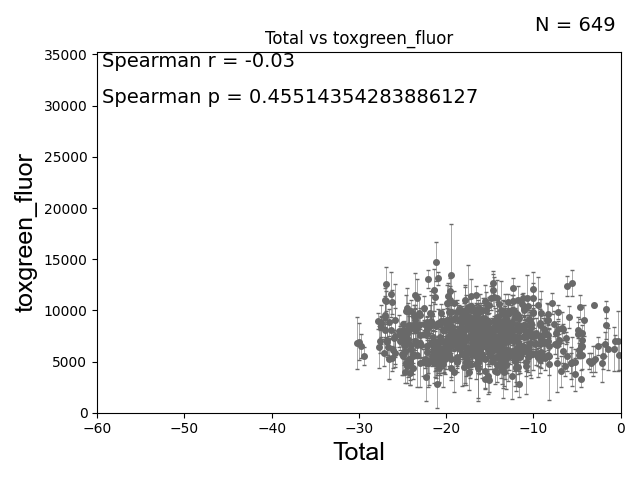 N = 649
Total vs toxgreen_fluor
Spearman r = -0.03
Spearman p = 0.45514354283886127
35000
30000
25000
20000
15000
10000
5000
0
toxgreen_fluor
−60 −50 −40 −30 −20 −10 0
Total